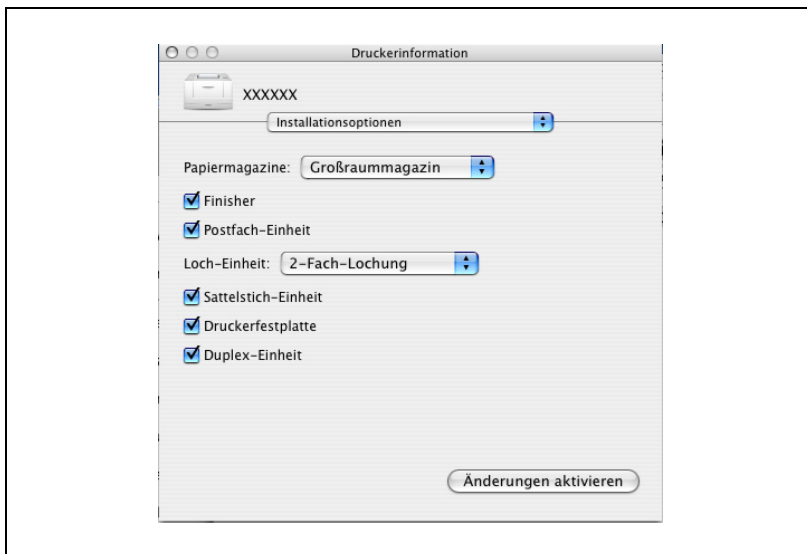 Druckerinformation
XXXXXX
Installationsoptionen
Papiermagazine: Großraummagazin
Finisher
Postfach-Einheit
Loch-Einheit: 2-Fach-Lochung
Sattelstich-Einheit
Druckerfestplatte
Duplex-Einheit
Änderungen aktivieren